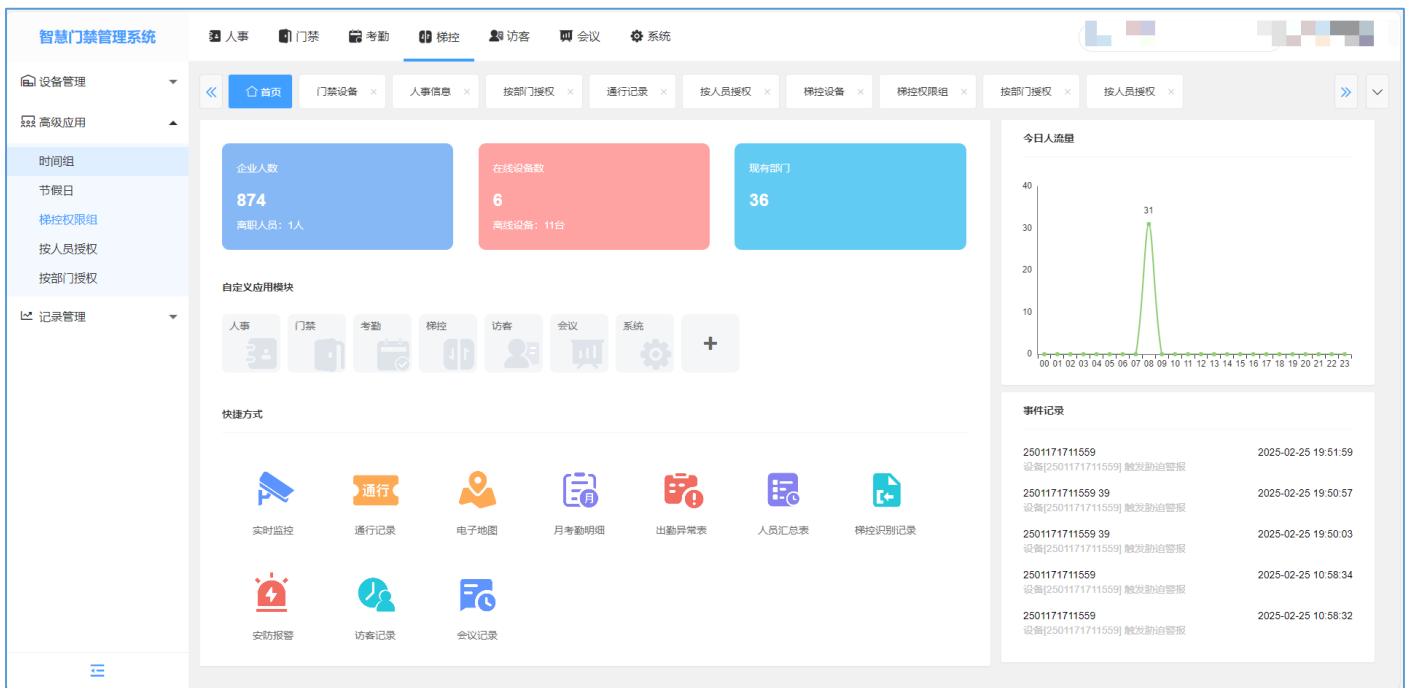 智慧门禁管理系统
人事 门禁 考勤 梯控 访客 会议 系统
设备管理
高级应用
时间组
节假日
梯控权限组
按人员授权
按部门授权
记录管理
首页 门禁设备 人事信息 按部门授权 通行记录 按人员授权 梯控设备 梯控权限组 按部门授权 按人员授权
企业人数
874
离职人员：1人
在线设备数
6
离线设备：11台
现有部门
36
自定义应用模块
人事 门禁 考勤 梯控 访客 会议 系统
快捷方式
通行 月
实时监控 通行记录 电子地图 月考勤明细 出勤异常表 人员汇总表 梯控识别记录
安防报警 访客记录 会议记录
今日人流量
40
31
30
20
10
0
00 01 02 03 04 05 06 07 08 09 10 11 12 13 14 15 16 17 18 19 20 21 22 23
事件记录
2501171711559 2025-02-25 19:51:59
设备[2501171711559] 触发胁迫警报
2501171711559 39 2025-02-25 19:50:57
设备[2501171711559] 触发胁迫警报
2501171711559 39 2025-02-25 19:50:03
设备[2501171711559] 触发胁迫警报
2501171711559 2025-02-25 10:58:34
设备[2501171711559] 触发胁迫警报
2501171711559 2025-02-25 10:58:32
设备[2501171711559] 触发胁迫警报